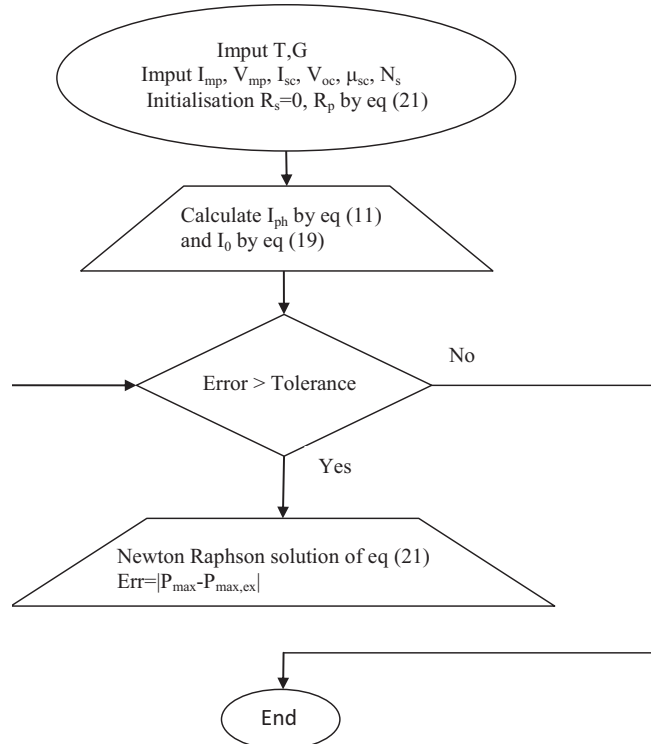 Imput T,G
Imput Imp, Vmp, Isc, Voc, μsc, Ns
Initialisation Rs=0, Rp by eq (21)
Calculate Iph by eq (11)
and I0 by eq (19)
No
Error > Tolerance
Yes
Newton Raphson solution of eq (21)
Err=|Pmax-Pmax,ex|
End